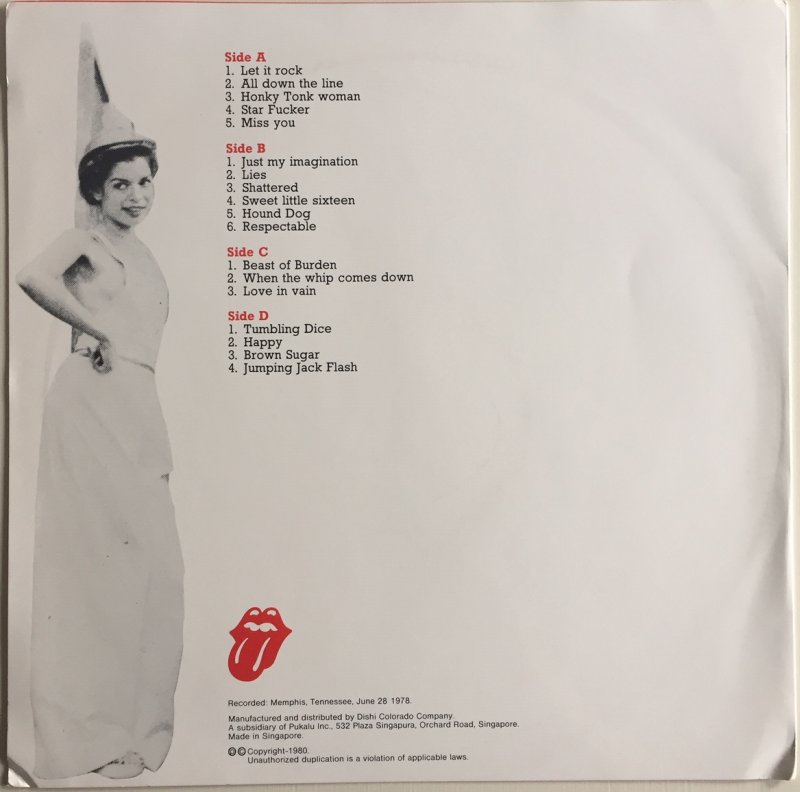 Side A
1. Let it rock
2. All down the line
3. Honky Tonk woman
4. Star Fucker
5. Miss you
Side B
1. Just my imagination
2. Lies
3. Shattered
4. Sweet little sixteen
5. Hound Dog
6. Respectable
Side C
1. Beast of Burden
2. When the whip comes down
3. Love in vain
Side D
1. Tumbling Dice
2. Happy
3. Brown Sugar
4. Jumping Jack Flash
Recorded: Memphis, Tennessee, June 28 1978.
Manufactured and distributed by Dishi Colorado Company.
A subsidiary of Pukalu Inc., 532 Plaza Singapura, Orchard Road, Singapore.
Made in Singapore.
℗ © Copyright-1980.
Unauthorized duplication is a violation of applicable laws.